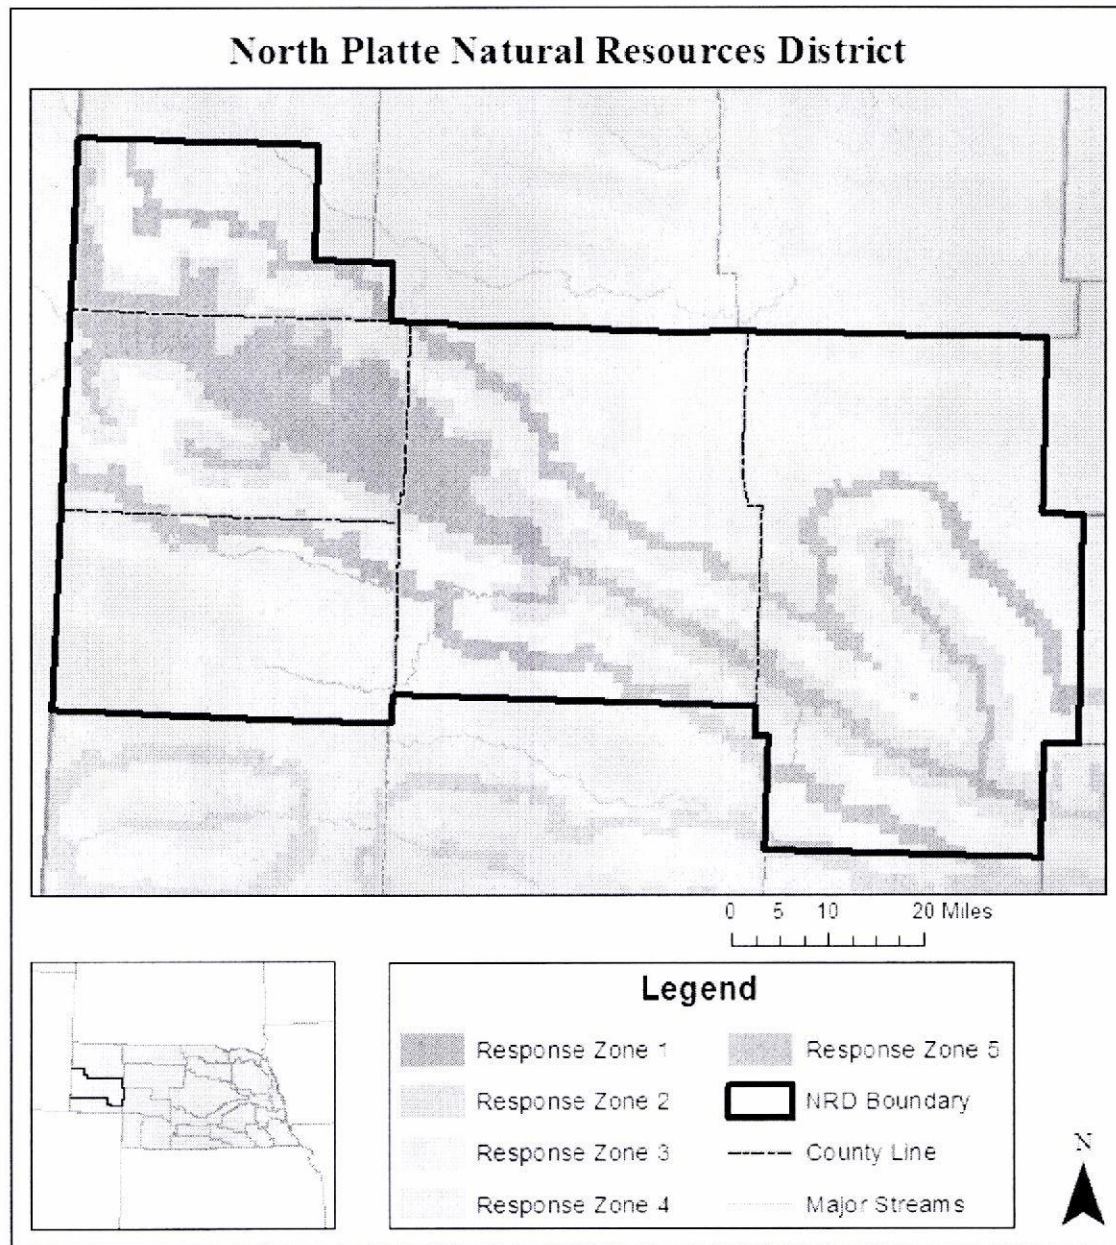 North Platte Natural Resources District
0 5 10 20 Miles
Legend
Response Zone 1
Response Zone 2
Response Zone 3
Response Zone 4
Response Zone 5
NRD Boundary
County Line
Major Streams
N